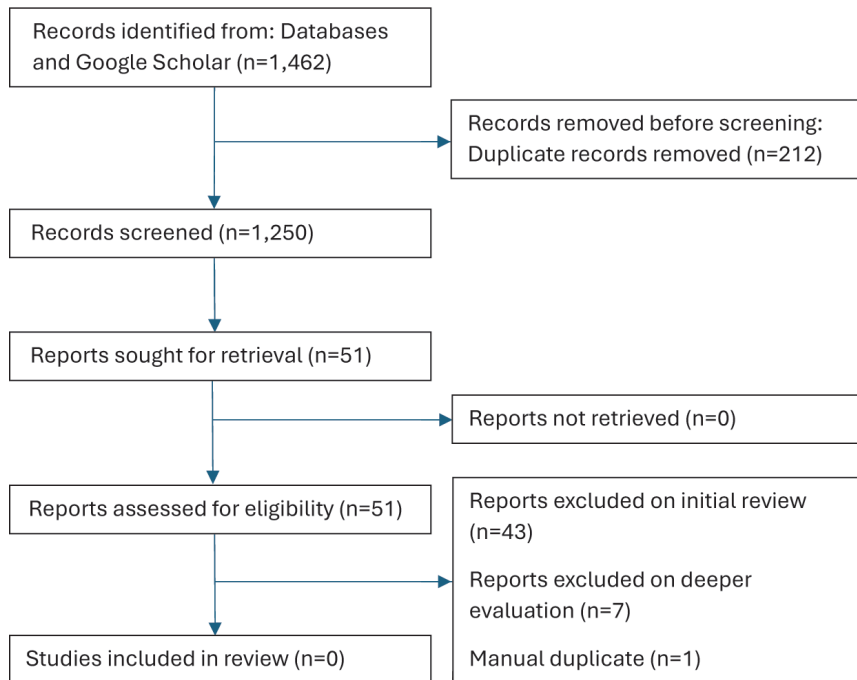 Records identified from: Databases
and Google Scholar (n=1,462)
Records removed before screening:
Duplicate records removed (n=212)
Records screened (n=1,250)
Reports sought for retrieval (n=51)
Reports not retrieved (n=0)
Reports assessed for eligibility (n=51)
Reports excluded on initial review
(n=43)
Reports excluded on deeper
evaluation (n=7)
Manual duplicate (n=1)
Studies included in review (n=0)